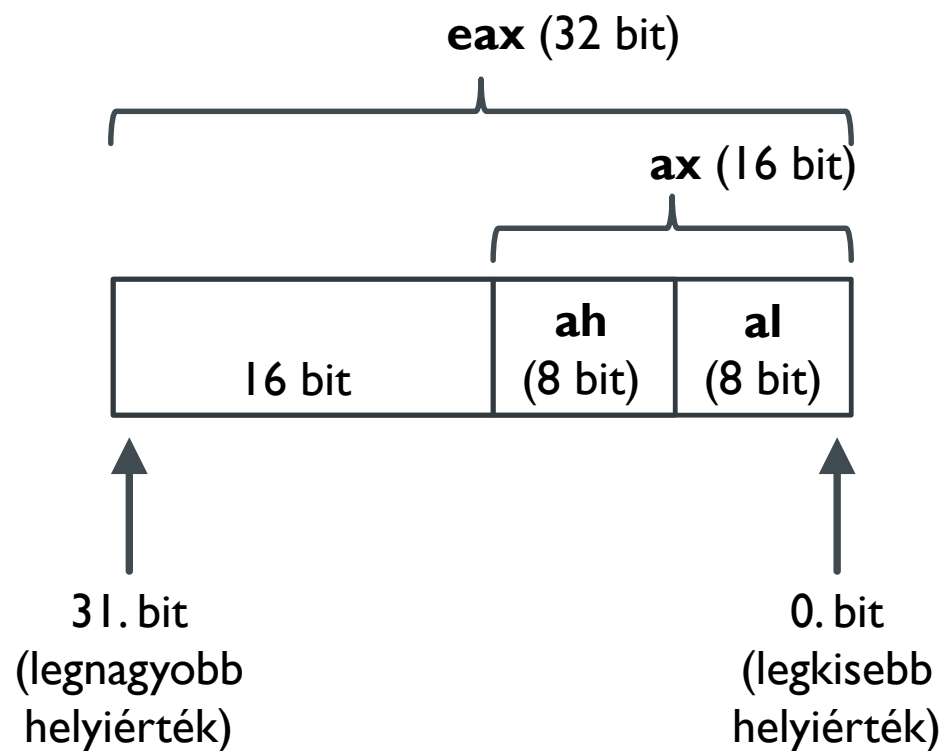 eax (32 bit)
ax (16 bit)
16 bit
ah
(8 bit)
al
(8 bit)
31. bit
(legnagyobb
helyiérték)
0. bit
(legkisebb
helyiérték)